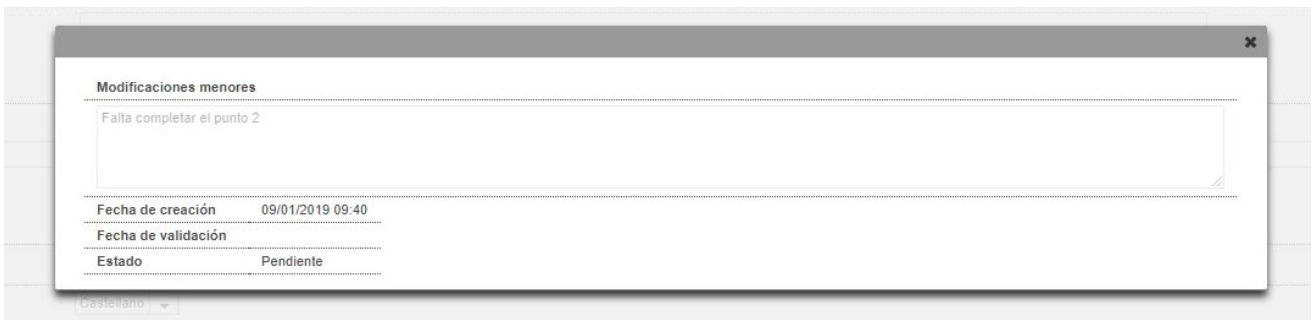 Modificaciones menores
Falta completar el punto 2
Fecha de creación 09/01/2019 09:40
Fecha de validación
Estado Pendiente
Castellano